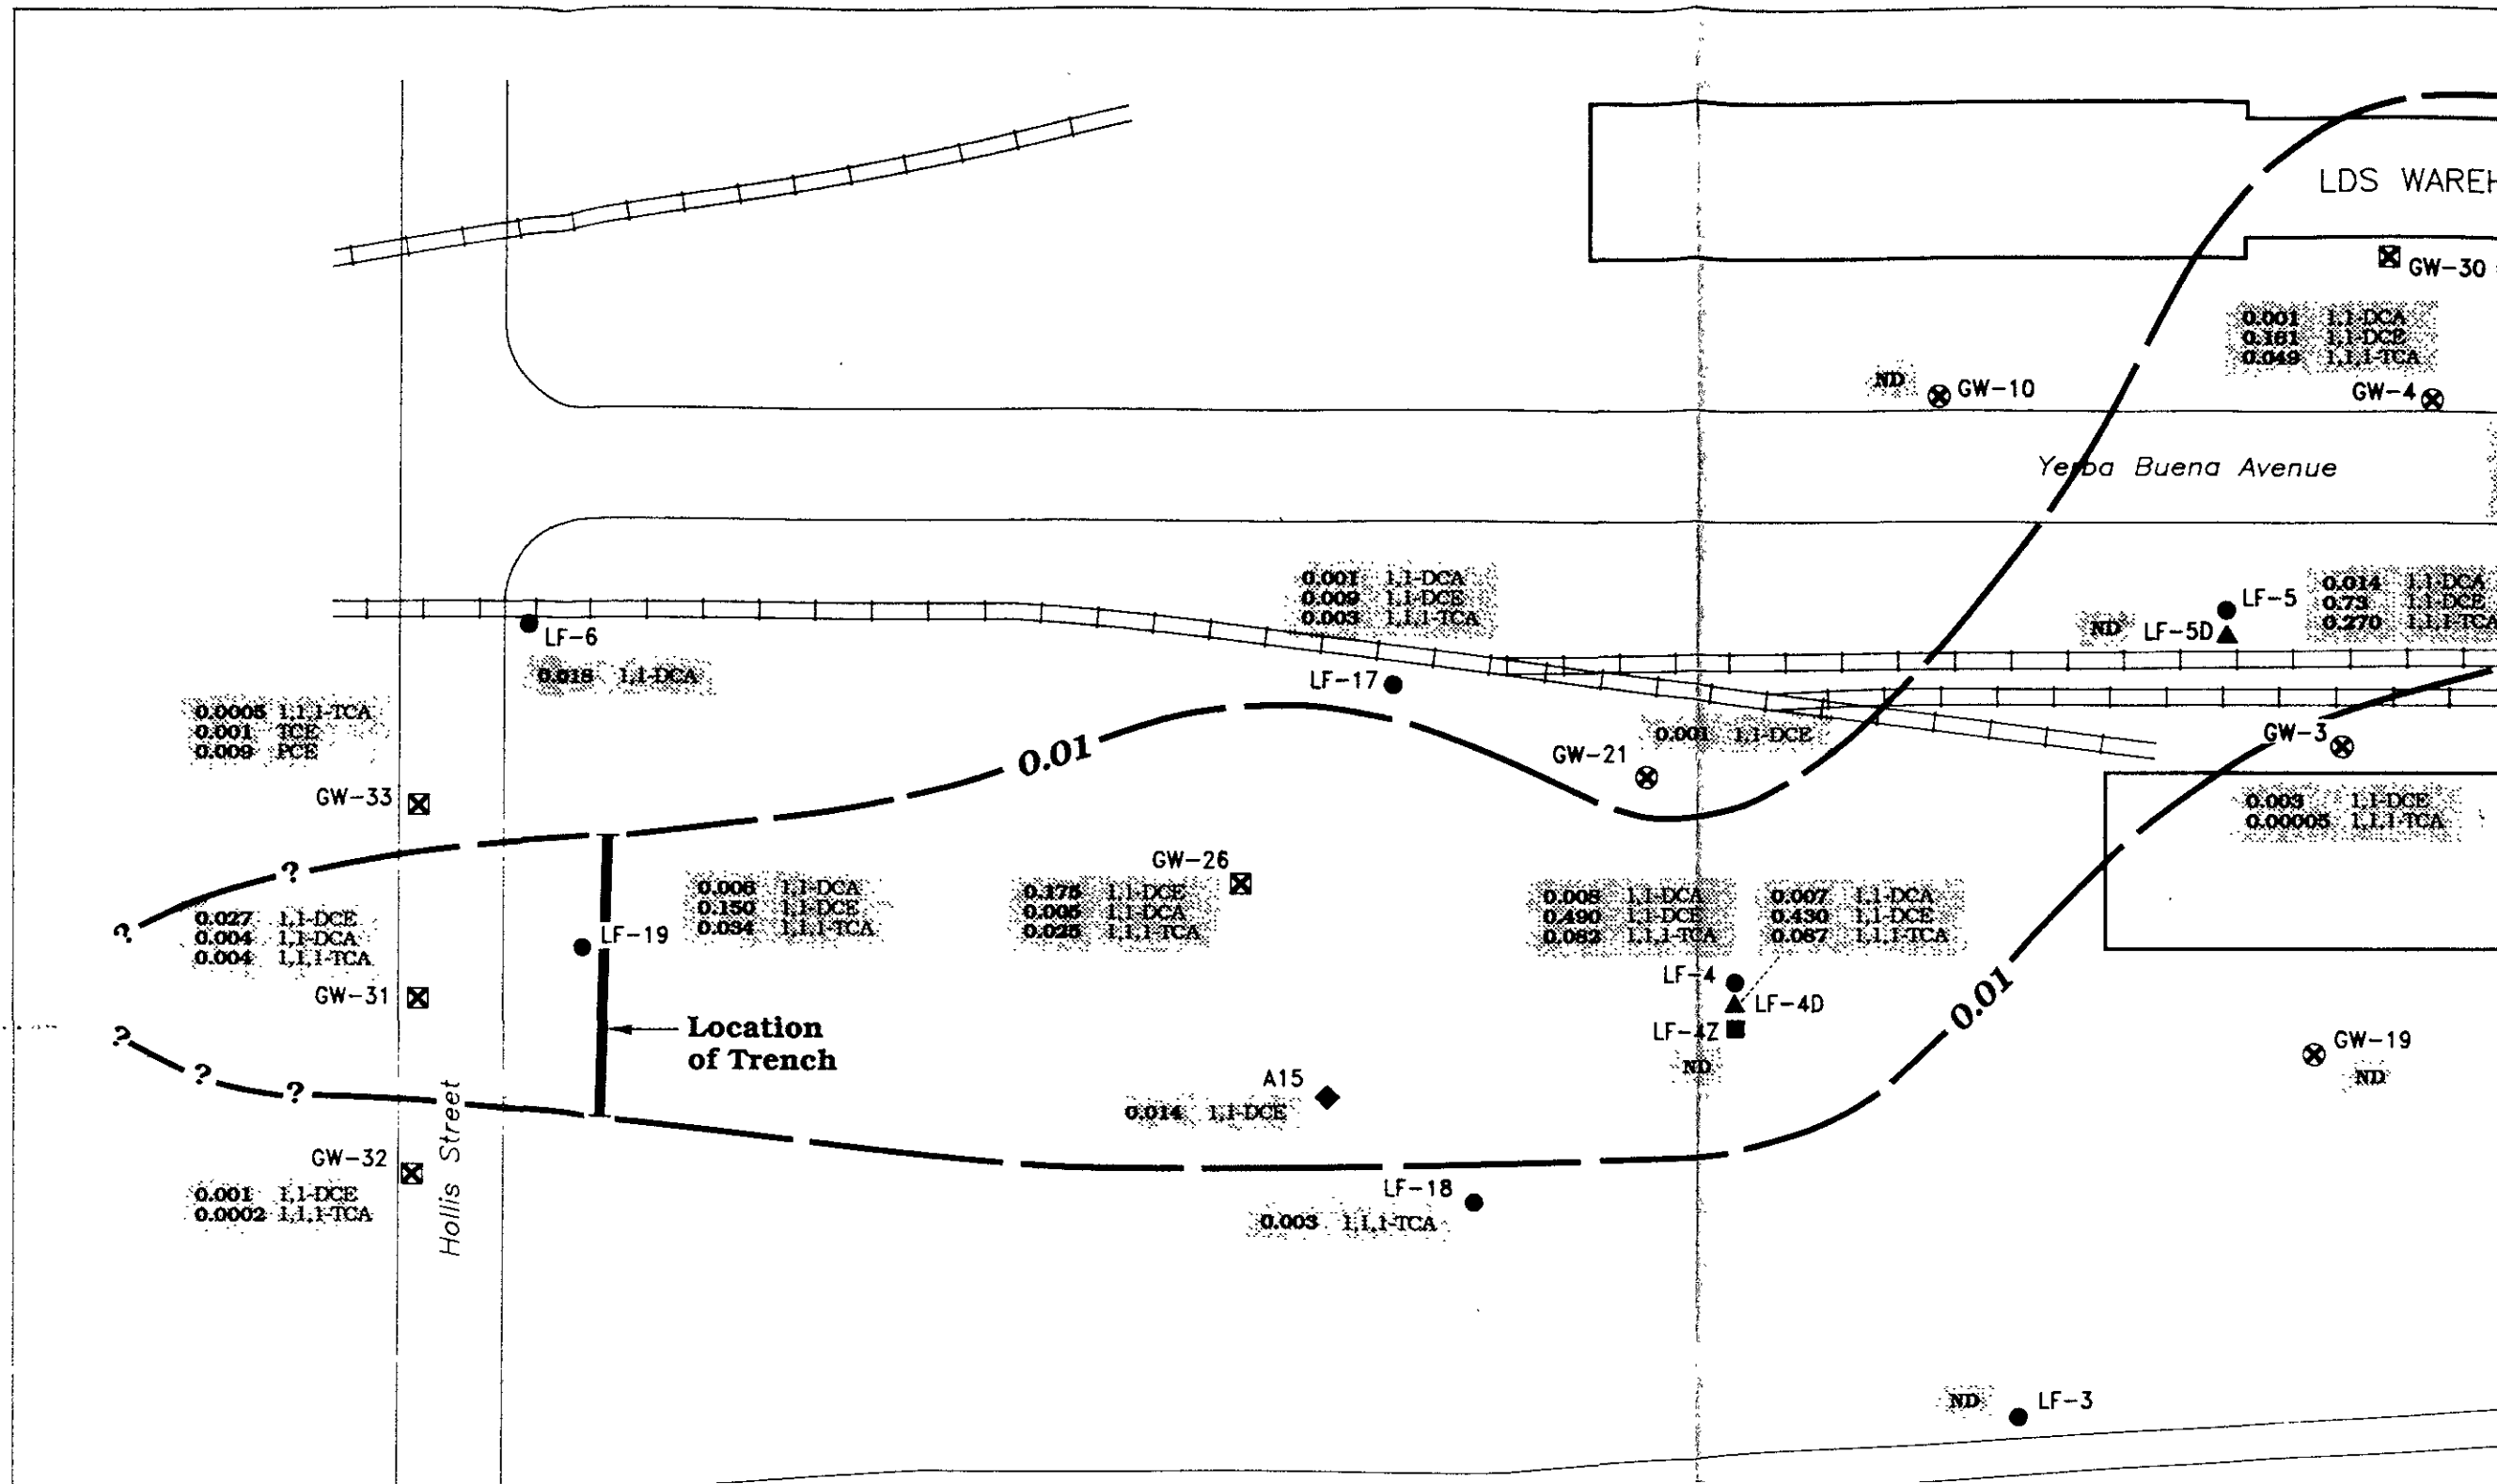 LDS WAREH
GW-30
0.001 1,1-DCA
0.161 1,1-DCE
0.049 1,1,1-TCA
ND
GW-10
GW-4
Yerba Buena Avenue
0.001 1,1-DCA
0.009 1,1-DCE
0.003 1,1,1-TCA
LF-17
LF-5
ND LF-5D
0.014 1,1-DCA
0.73 1,1-DCE
0.270 1,1,1-TCA
LF-6
0.018 1,1-DCA
0.0005 1,1,1-TCA
0.001 TCE
0.009 PCE
GW-33
0.01
0.001 1,1-DCE
GW-21
GW-3
0.003 1,1-DCE
0.00005 1,1,1-TCA
?
?
0.027 1,1-DCE
0.004 1,1-DCA
0.004 1,1,1-TCA
GW-31
LF-19
0.006 1,1-DCA
0.150 1,1-DCE
0.034 1,1,1-TCA
GW-26
0.175 1,1-DCE
0.005 1,1-DCA
0.025 1,1,1-TCA
0.008 1,1-DCA
0.490 1,1-DCE
0.082 1,1,1-TCA
0.007 1,1-DCA
0.430 1,1-DCE
0.087 1,1,1-TCA
LF-4
LF-4D
LF-4Z
ND
0.01
Location
of Trench
?
?
?
A15
0.014 1,1-DCE
GW-19
ND
GW-32
0.001 1,1-DCE
0.0002 1,1,1-TCA
Hollis Street
LF-18
0.003 1,1,1-TCA
ND
LF-3